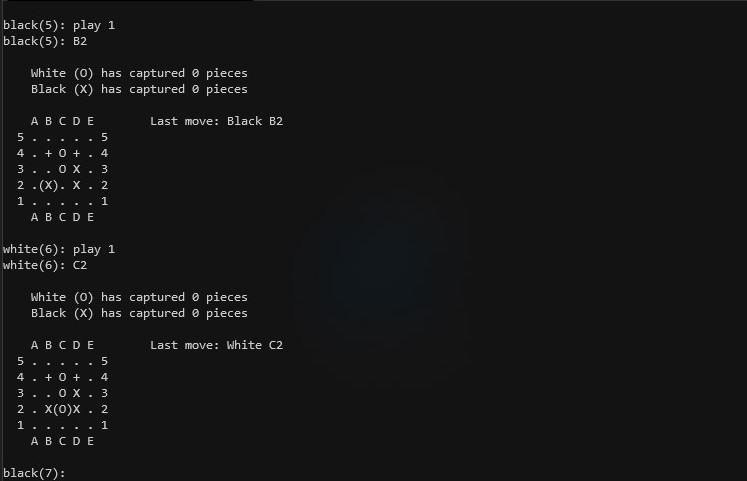 black(5): play 1
black(5): B2
White (O) has captured 0 pieces
Black (X) has captured 0 pieces
A B C D E Last move: Black B2
5 . . . . . 5
4 . + O + . 4
3 . . O X . 3
2 .(X). X . 2
1 . . . . . 1
A B C D E
white(6): play 1
white(6): C2
White (O) has captured 0 pieces
Black (X) has captured 0 pieces
A B C D E Last move: White C2
5 . . . . . 5
4 . + O + . 4
3 . . O X . 3
2 . X(O)X . 2
1 . . . . . 1
A B C D E
black(7):